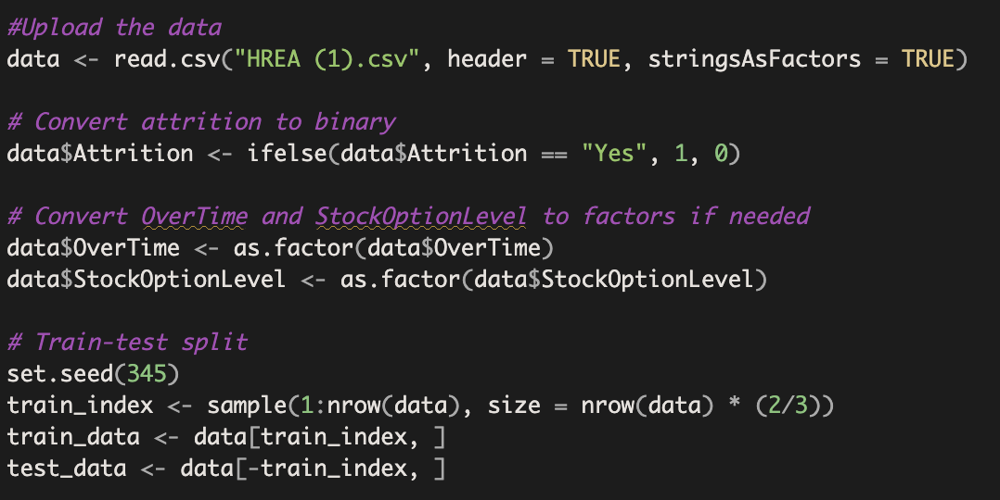 #Upload the data
data <- read.csv("HREA (1).csv", header = TRUE, stringsAsFactors = TRUE)
# Convert attrition to binary
data$Attrition <- ifelse(data$Attrition == "Yes", 1, 0)
# Convert OverTime and StockOptionLevel to factors if needed
data$OverTime <- as.factor(data$OverTime)
data$StockOptionLevel <- as.factor(data$StockOptionLevel)
# Train-test split
set.seed(345)
train_index <- sample(1:nrow(data), size = nrow(data) * (2/3))
train_data <- data[train_index, ]
test_data <- data[-train_index, ]